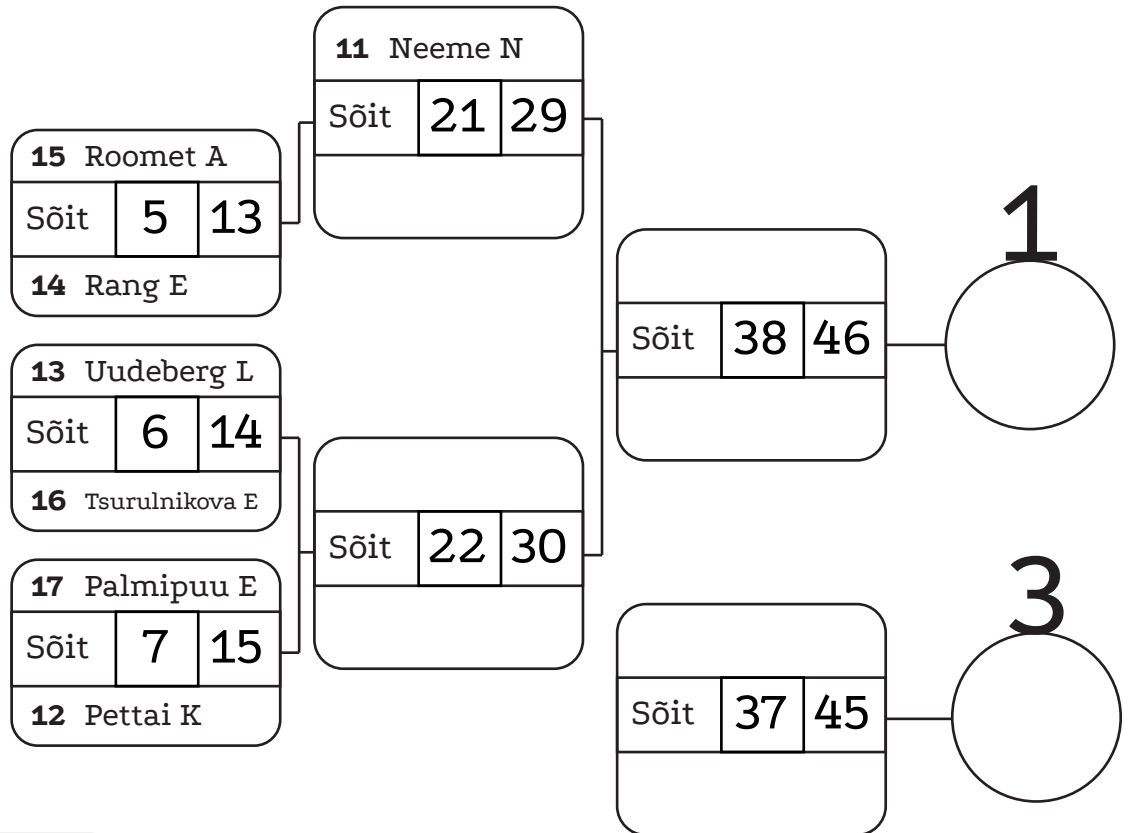 11 Neeme N
Sõit 21 29
15 Roomet A
Sõit 5 13
14 Rang E
13 Uudeberg L
Sõit 6 14
16 Tsurulnikova E
17 Palmipuu E
Sõit 7 15
12 Pettai K
Sõit 22 30
Sõit 38 46
1
Sõit 37 45
3